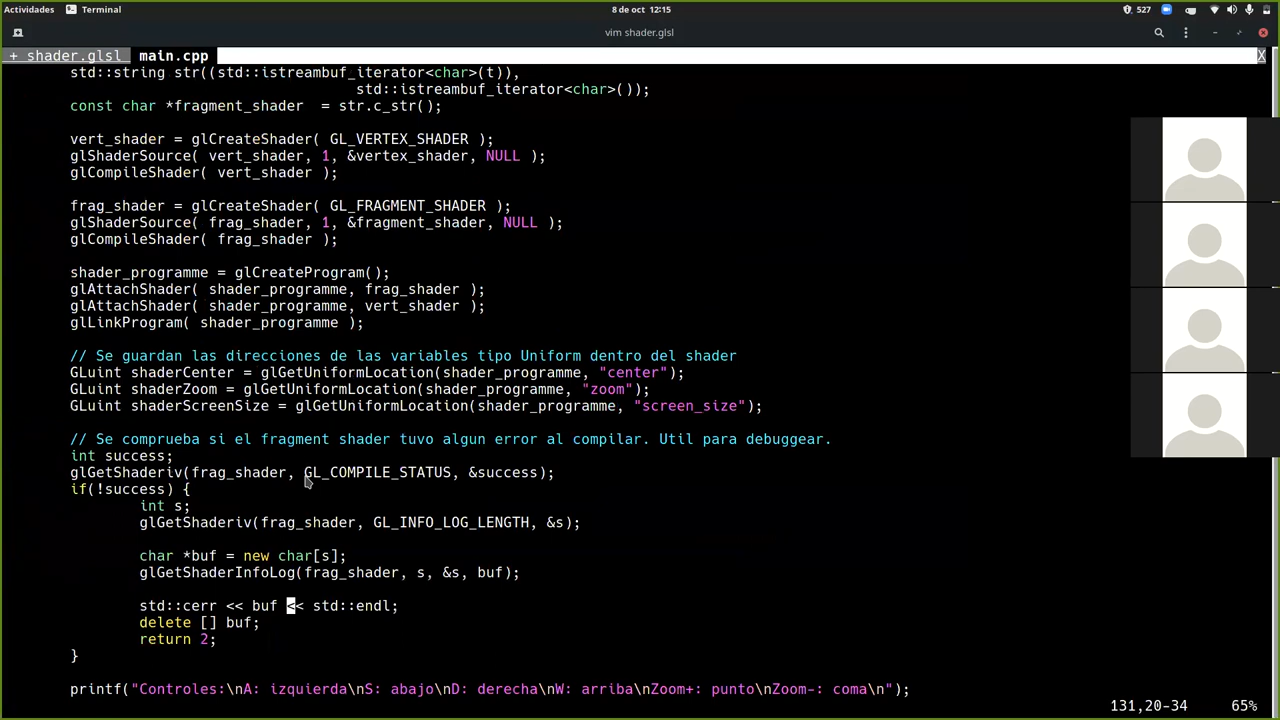 Actividades Terminal 8 de oct 12:15 527
vim shader.glsl
+ shader.glsl main.cpp X
std::string str((std::istreambuf_iterator<char>(t)),
std::istreambuf_iterator<char>());
const char *fragment_shader  = str.c_str();
vert_shader = glCreateShader( GL_VERTEX_SHADER );
glShaderSource( vert_shader, 1, &vertex_shader, NULL );
glCompileShader( vert_shader );
frag_shader = glCreateShader( GL_FRAGMENT_SHADER );
glShaderSource( frag_shader, 1, &fragment_shader, NULL );
glCompileShader( frag_shader );
shader_programme = glCreateProgram();
glAttachShader( shader_programme, frag_shader );
glAttachShader( shader_programme, vert_shader );
glLinkProgram( shader_programme );
// Se guardan las direcciones de las variables tipo Uniform dentro del shader
GLuint shaderCenter = glGetUniformLocation(shader_programme, "center");
GLuint shaderZoom = glGetUniformLocation(shader_programme, "zoom");
GLuint shaderScreenSize = glGetUniformLocation(shader_programme, "screen_size");
// Se comprueba si el fragment shader tuvo algun error al compilar. Util para debuggear.
int success;
glGetShaderiv(frag_shader, GL_COMPILE_STATUS, &success);
if(!success) {
int s;
glGetShaderiv(frag_shader, GL_INFO_LOG_LENGTH, &s);
char *buf = new char[s];
glGetShaderInfoLog(frag_shader, s, &s, buf);
std::cerr << buf << std::endl;
delete [] buf;
return 2;
}
printf("Controles:\nA: izquierda\nS: abajo\nD: derecha\nW: arriba\nZoom+: punto\nZoom-: coma\n");
131,20-34 65%